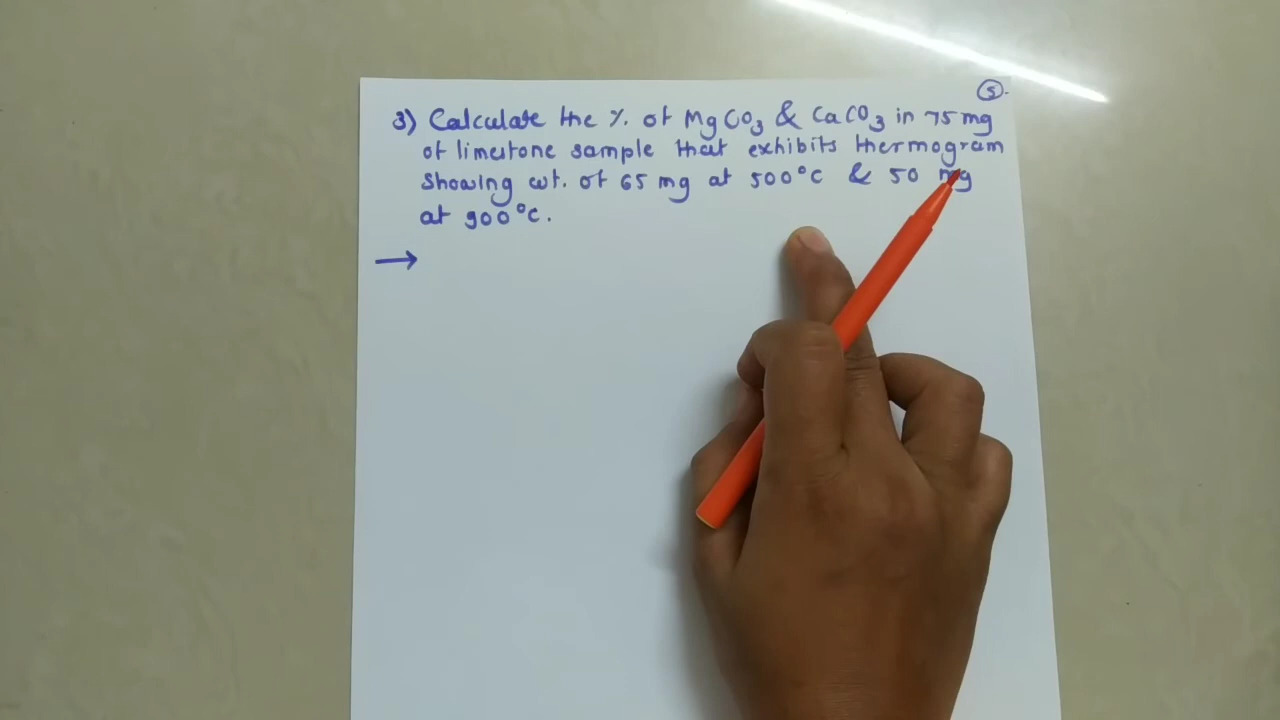 5.
3) Calculate the %. of MgCO3 & CaCO3 in 75 mg
of limestone sample that exhibits thermogram
showing wt. of 65 mg at 500°C & 50 mg
at 900°C.
→